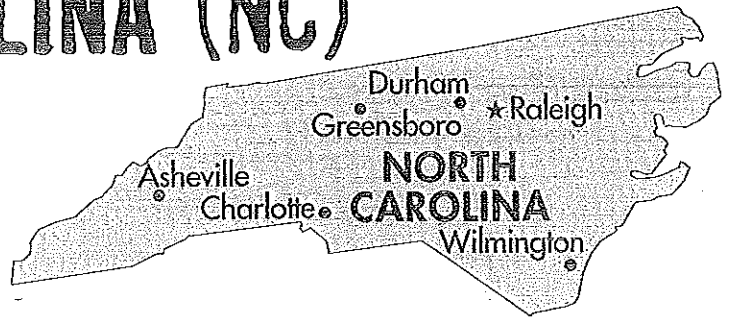 LINA (NC)
Durham
Greensboro
★Raleigh
Asheville
NORTH
Charlotte
CAROLINA
Wilmington